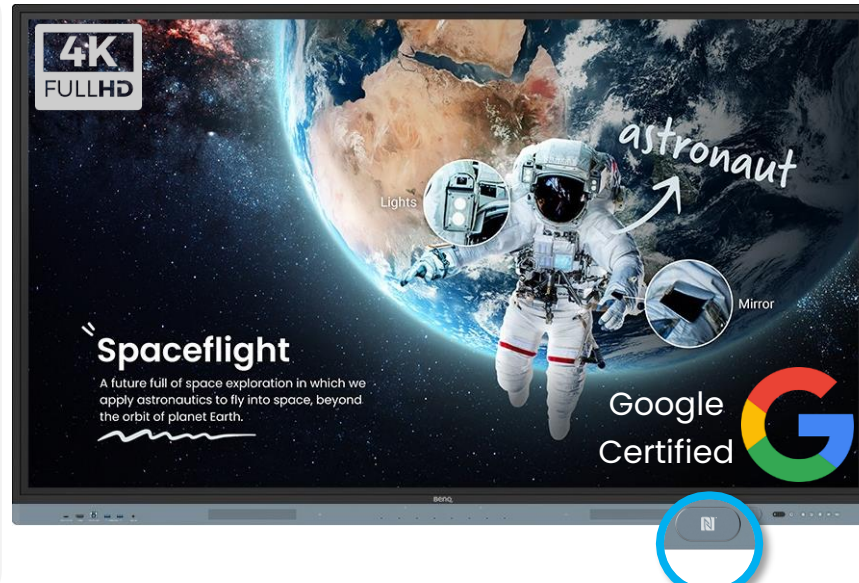 4K
FULLHD
astronaut
Lights
Mirror
Spaceflight
A future full of space exploration in which we
apply astronautics to fly into space, beyond
the orbit of planet Earth.
Google
Certified
BenQ